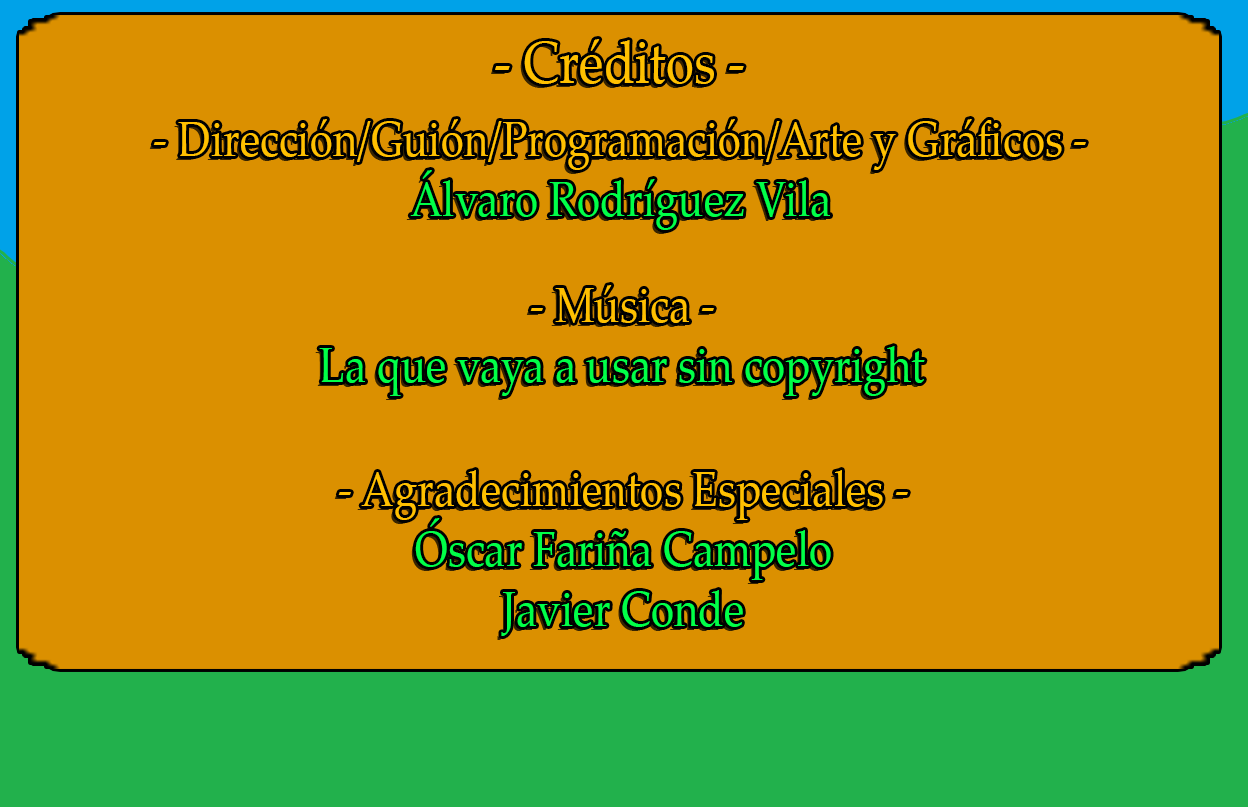 - Créditos -
- Dirección/Guión/Programación/Arte y Gráficos -
Álvaro Rodríguez Vila
- Música -
La que vaya a usar sin copyright
- Agradecimientos Especiales -
Óscar Fariña Campelo
Javier Conde